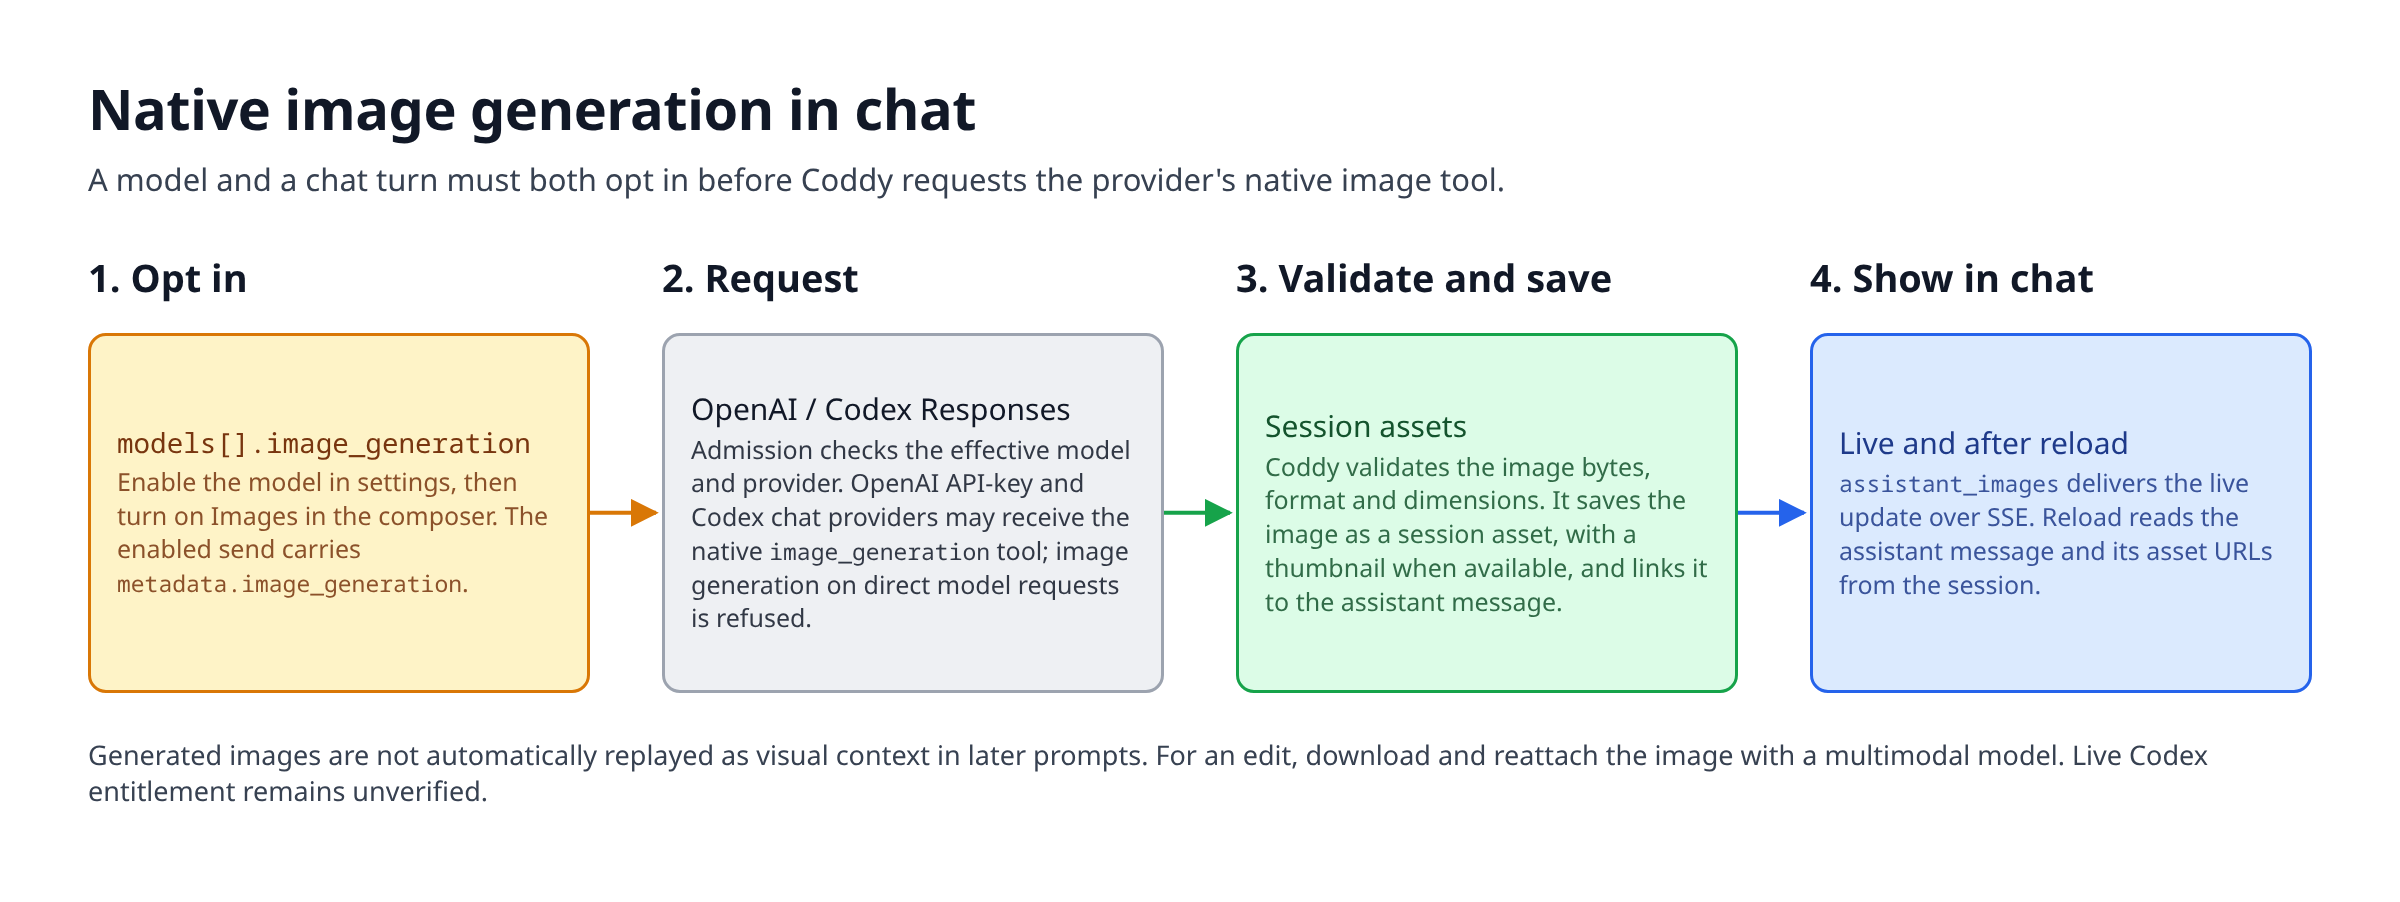 Native image generation in chat
A model and a chat turn must both opt in before Coddy requests the provider's native image tool.
1. Opt in
models[].image_generation
Enable the model in settings, then
turn on Images in the composer. The
enabled send carries
metadata.image_generation.
2. Request
OpenAI / Codex Responses
Admission checks the effective model
and provider. OpenAI API-key and
Codex chat providers may receive the
native image_generation tool; image
generation on direct model requests
is refused.
3. Validate and save
Session assets
Coddy validates the image bytes,
format and dimensions. It saves the
image as a session asset, with a
thumbnail when available, and links it
to the assistant message.
4. Show in chat
Live and after reload
assistant_images delivers the live
update over SSE. Reload reads the
assistant message and its asset URLs
from the session.
Generated images are not automatically replayed as visual context in later prompts. For an edit, download and reattach the image with a multimodal model. Live Codex
entitlement remains unverified.